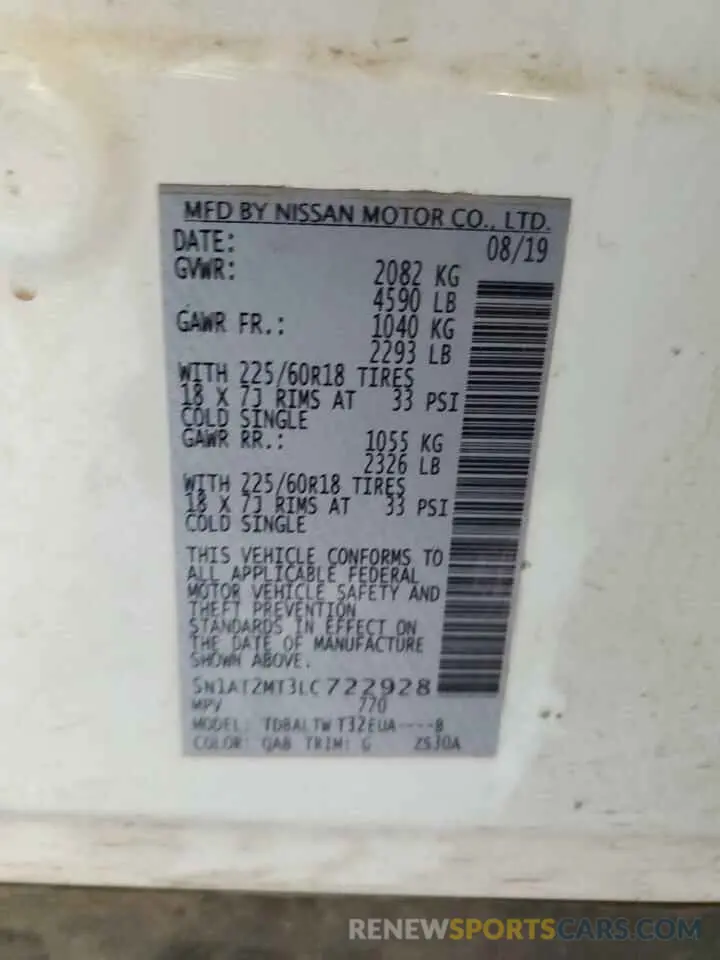 MFD BY NISSAN MOTOR CO., LTD.
DATE: 08/19
GVWR: 2082 KG
4590 LB
GAWR FR.: 1040 KG
2293 LB
WITH 225/60R18 TIRES
18 X 7J RIMS AT 33 PSI
COLD SINGLE
GAWR RR.: 1055 KG
2326 LB
WITH 225/60R18 TIRES
18 X 7J RIMS AT 33 PSI
COLD SINGLE
THIS VEHICLE CONFORMS TO
ALL APPLICABLE FEDERAL
MOTOR VEHICLE SAFETY AND
THEFT PREVENTION
STANDARDS IN EFFECT ON
THE DATE OF MANUFACTURE
SHOWN ABOVE.
5N1AT2MT3LC722928
MPV 770
MODEL: TDBALTW T32EUA----B
COLOR: QAB TRIM: G 2S30A
RENEWSPORTSCARS.COM